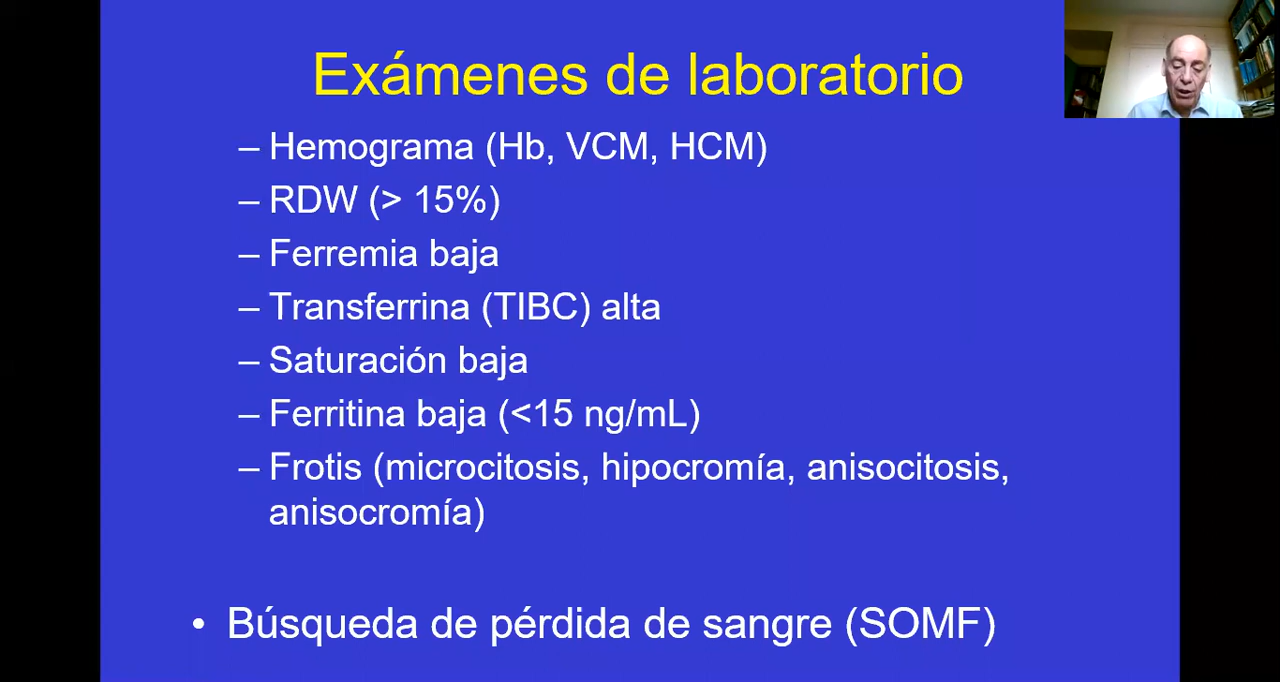 Exámenes de laboratorio
– Hemograma (Hb, VCM, HCM)
– RDW (> 15%)
– Ferremia baja
– Transferrina (TIBC) alta
– Saturación baja
– Ferritina baja (<15 ng/mL)
– Frotis (microcitosis, hipocromía, anisocitosis,
anisocromía)
• Búsqueda de pérdida de sangre (SOMF)